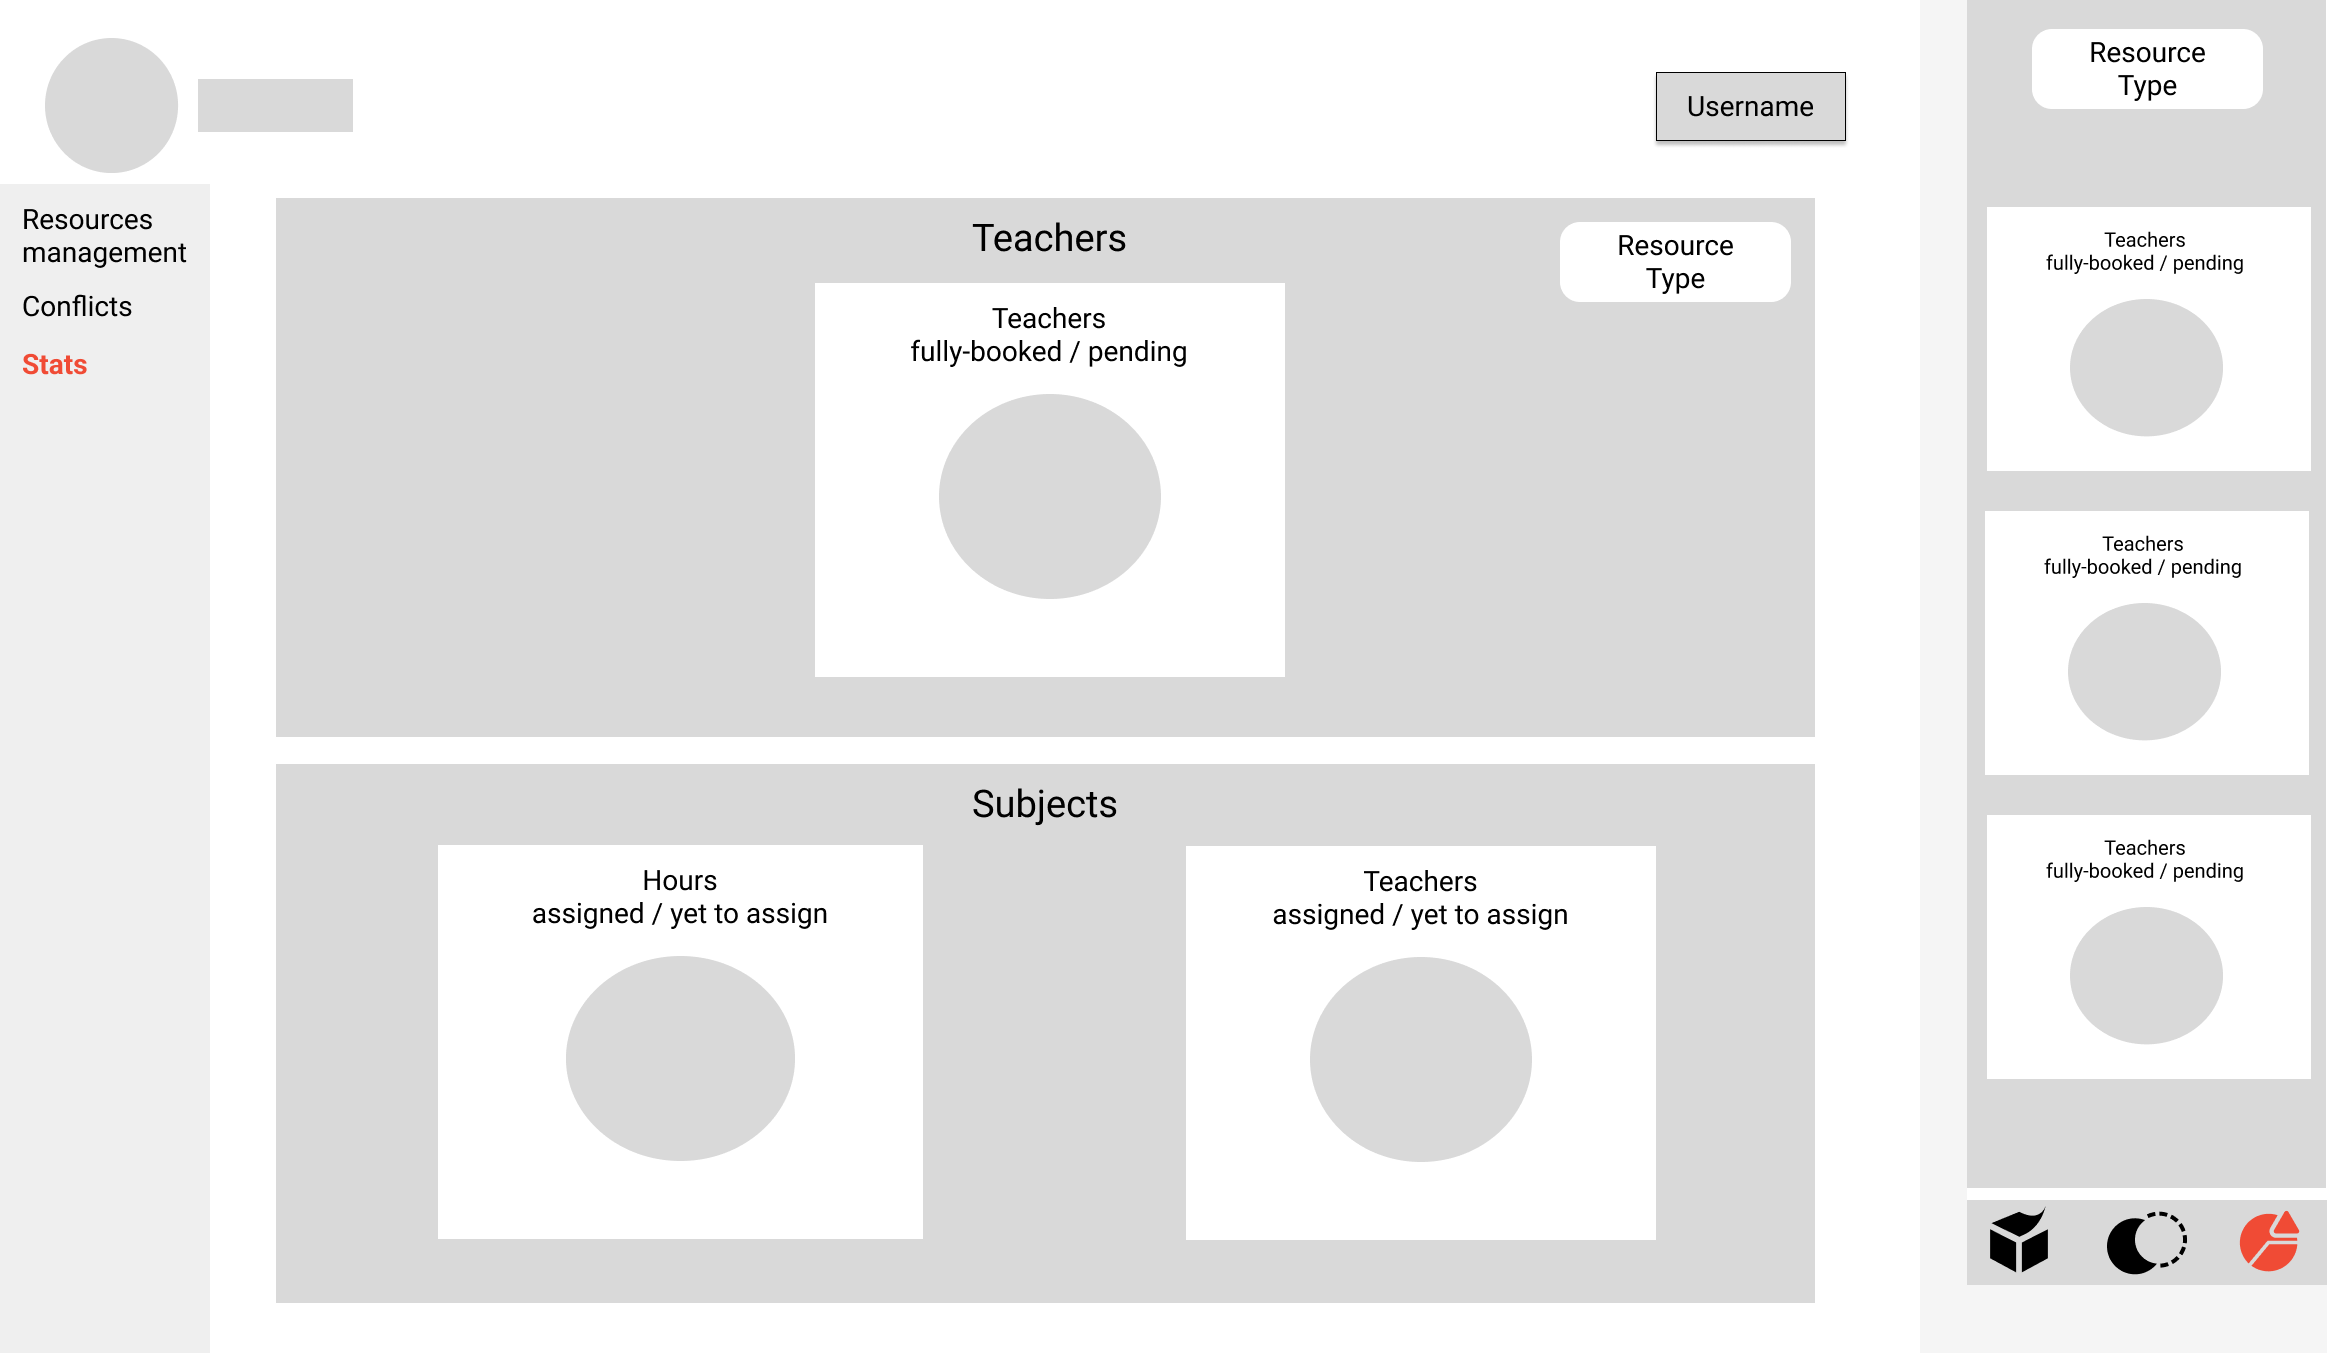 Username
Resources
management
Conflicts
Stats
Teachers
Resource
Type
Teachers
fully-booked / pending
Subjects
Hours
assigned / yet to assign
Teachers
assigned / yet to assign
Resource
Type
Teachers
fully-booked / pending
Teachers
fully-booked / pending
Teachers
fully-booked / pending